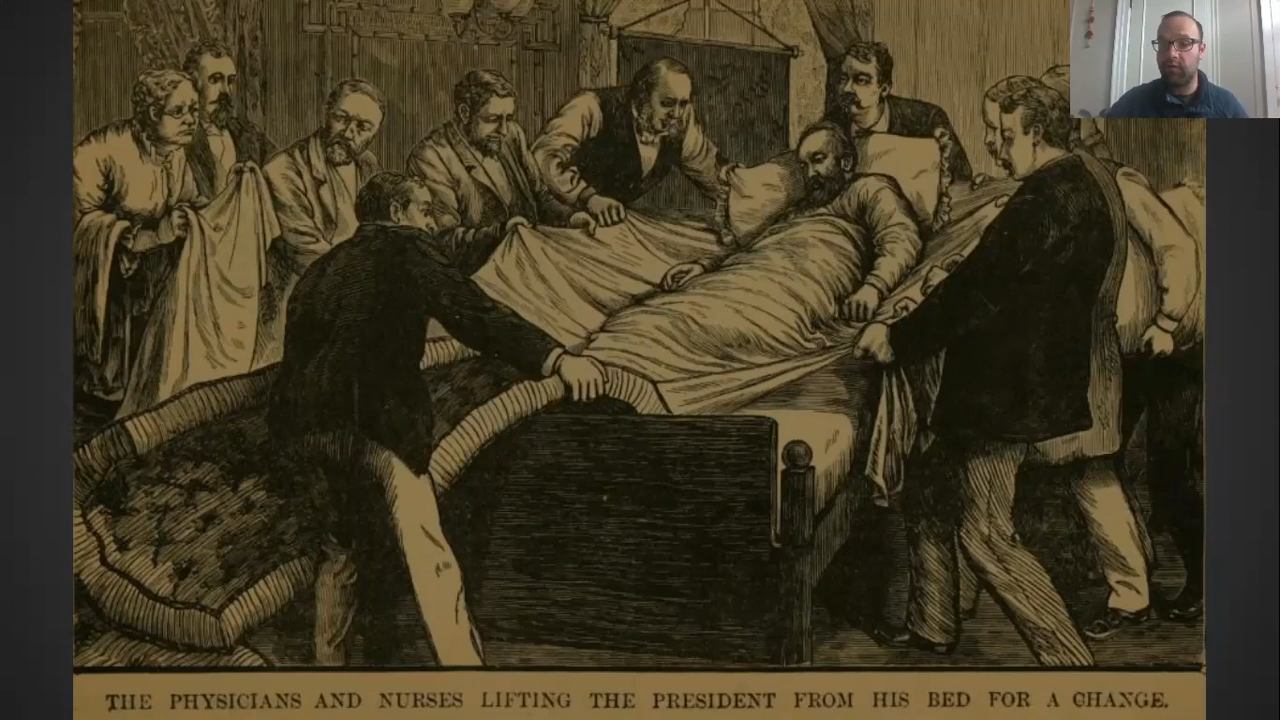 THE PHYSICIANS AND NURSES LIFTING THE PRESIDENT FROM HIS BED FOR A CHANGE.